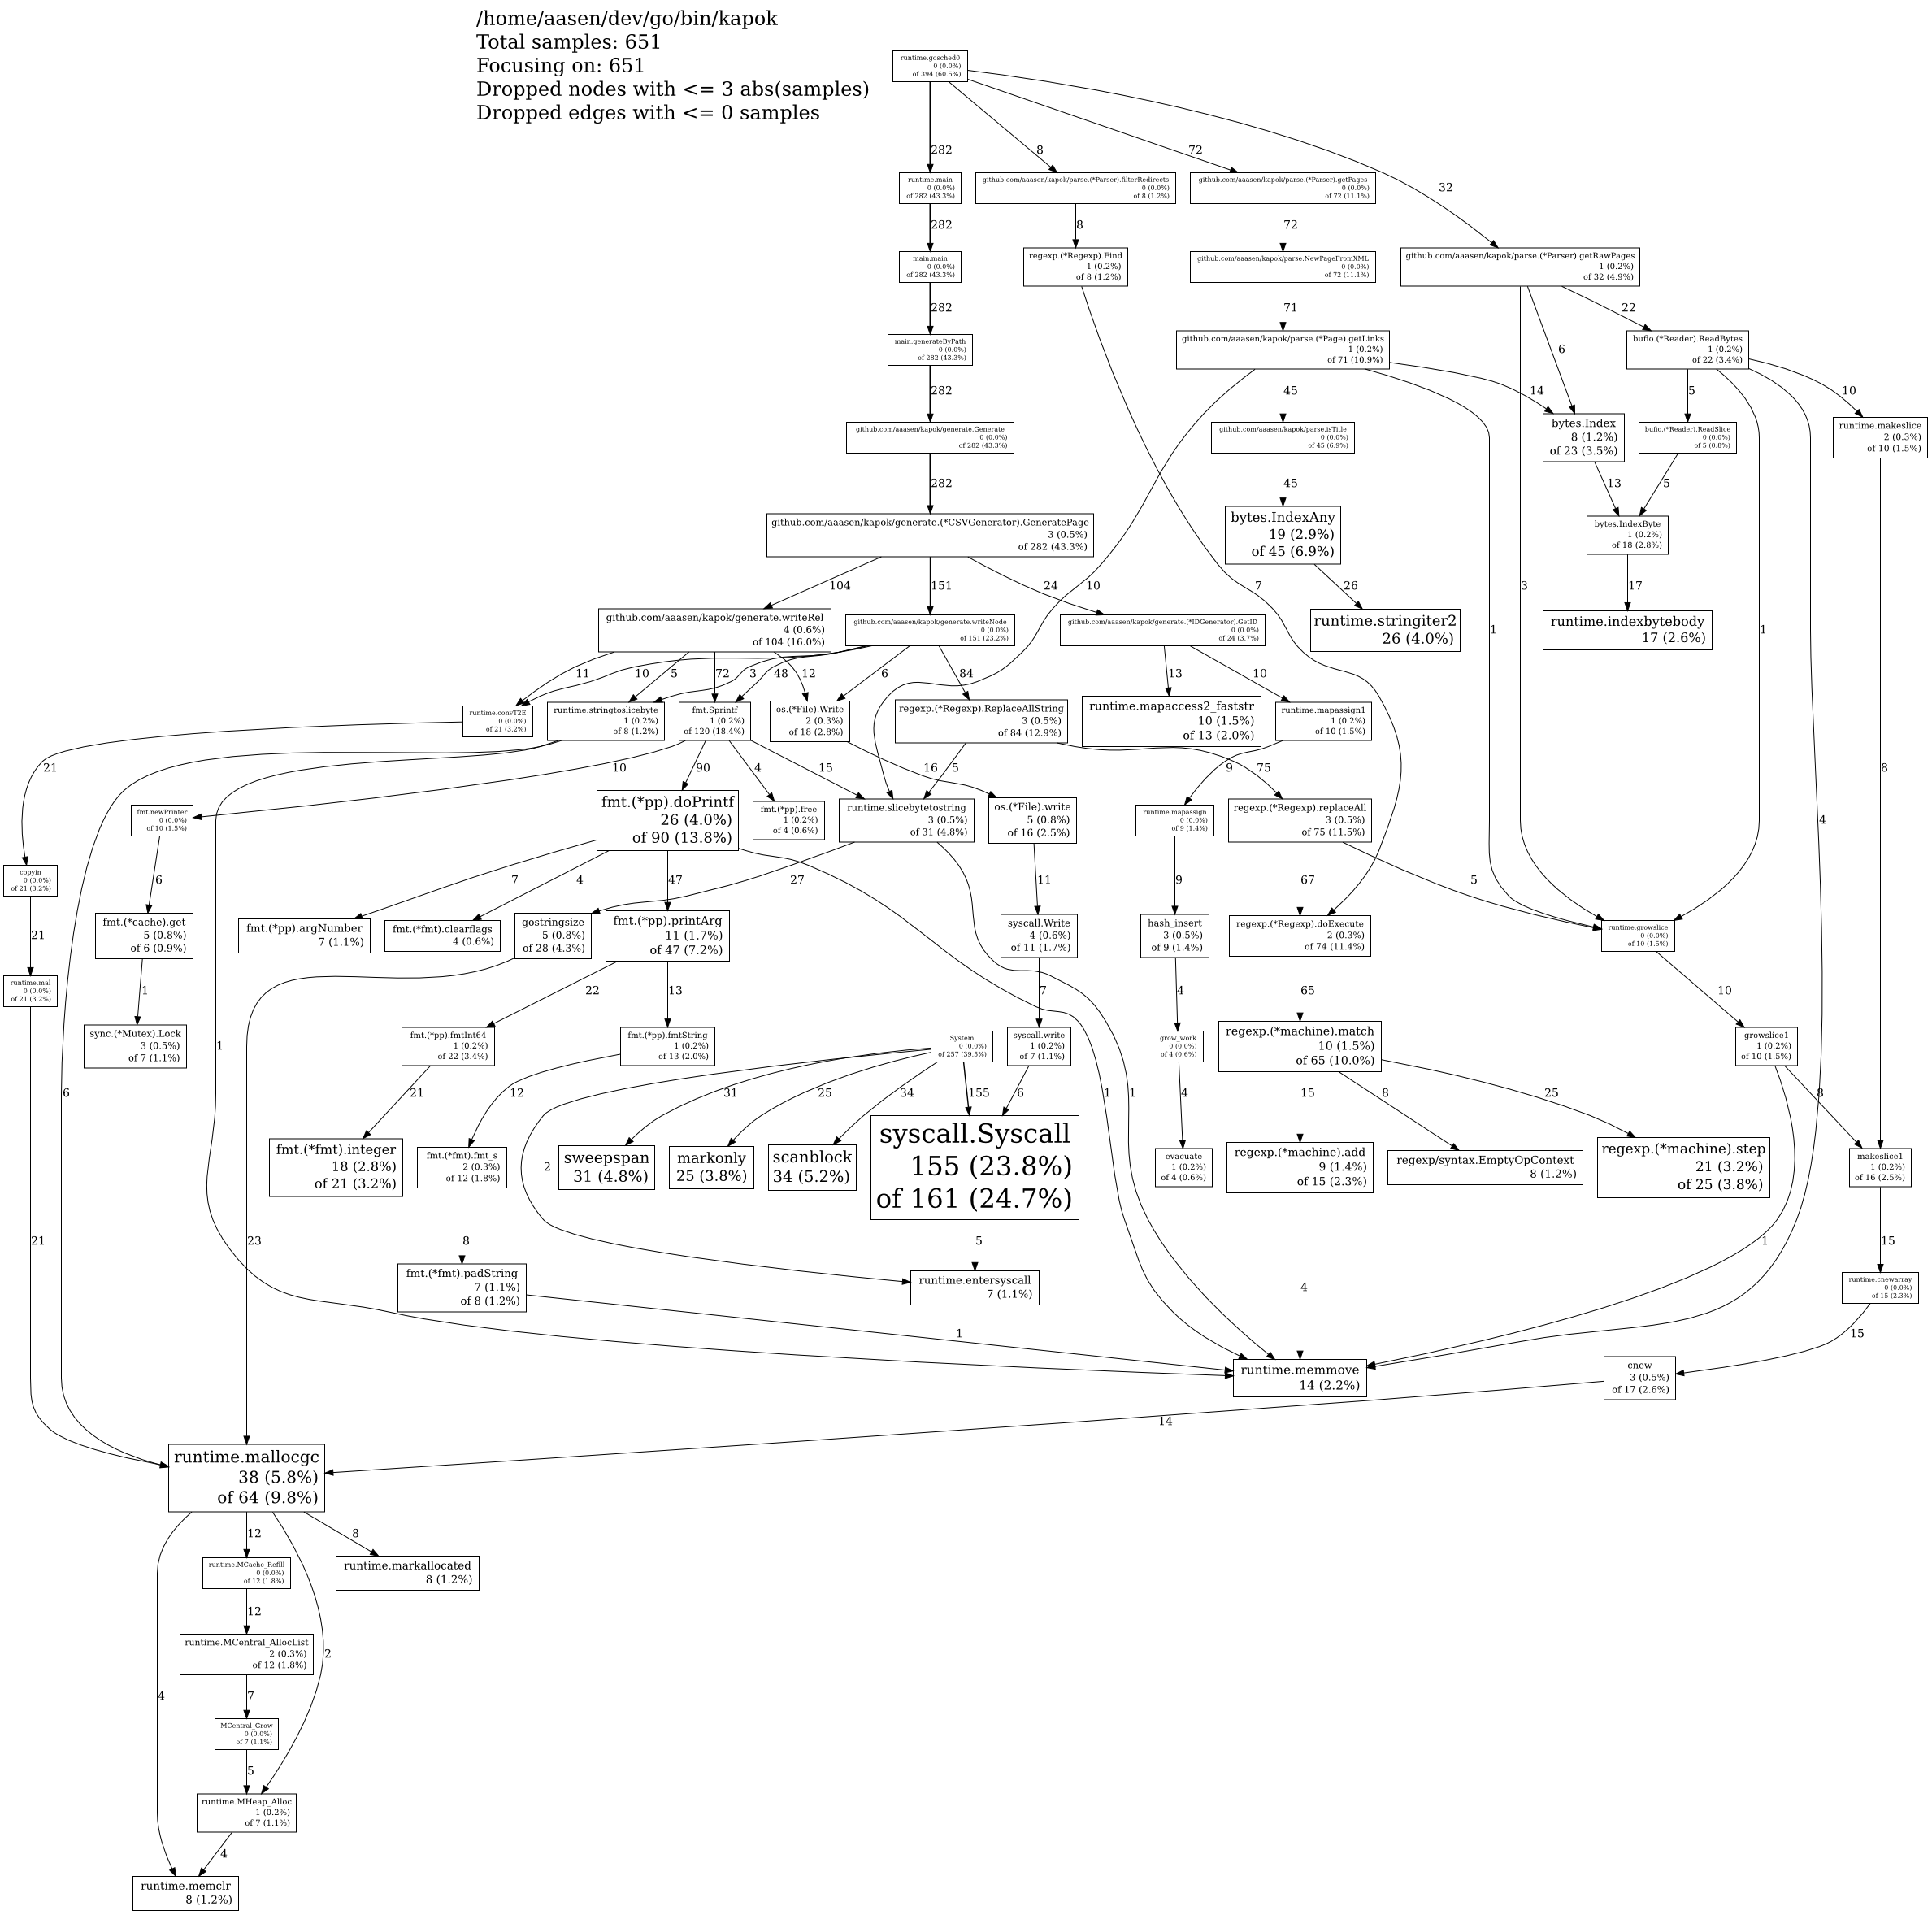 /home/aasen/dev/go/bin/kapok
Total samples: 651
Focusing on: 651
Dropped nodes with <= 3 abs(samples)
Dropped edges with <= 0 samples
runtime.gosched0
0 (0.0%)
of 394 (60.5%)
282
8
72
32
runtime.main
0 (0.0%)
of 282 (43.3%)
github.com/aaasen/kapok/parse.(*Parser).filterRedirects
0 (0.0%)
of 8 (1.2%)
github.com/aaasen/kapok/parse.(*Parser).getPages
0 (0.0%)
of 72 (11.1%)
282
8
72
main.main
0 (0.0%)
of 282 (43.3%)
regexp.(*Regexp).Find
1 (0.2%)
of 8 (1.2%)
github.com/aaasen/kapok/parse.NewPageFromXML
0 (0.0%)
of 72 (11.1%)
github.com/aaasen/kapok/parse.(*Parser).getRawPages
1 (0.2%)
of 32 (4.9%)
282
71
22
6
main.generateByPath
0 (0.0%)
of 282 (43.3%)
github.com/aaasen/kapok/parse.(*Page).getLinks
1 (0.2%)
of 71 (10.9%)
bufio.(*Reader).ReadBytes
1 (0.2%)
of 22 (3.4%)
282
45
14
5
10
github.com/aaasen/kapok/generate.Generate
0 (0.0%)
of 282 (43.3%)
github.com/aaasen/kapok/parse.isTitle
0 (0.0%)
of 45 (6.9%)
bytes.Index
8 (1.2%)
of 23 (3.5%)
bufio.(*Reader).ReadSlice
0 (0.0%)
of 5 (0.8%)
runtime.makeslice
2 (0.3%)
of 10 (1.5%)
282
45
13
5
github.com/aaasen/kapok/generate.(*CSVGenerator).GeneratePage
3 (0.5%)
of 282 (43.3%)
bytes.IndexAny
19 (2.9%)
of 45 (6.9%)
bytes.IndexByte
1 (0.2%)
of 18 (2.8%)
104
151
24
10
7
26
3
17
github.com/aaasen/kapok/generate.writeRel
4 (0.6%)
of 104 (16.0%)
github.com/aaasen/kapok/generate.writeNode
0 (0.0%)
of 151 (23.2%)
github.com/aaasen/kapok/generate.(*IDGenerator).GetID
0 (0.0%)
of 24 (3.7%)
runtime.stringiter2
26 (4.0%)
runtime.indexbytebody
17 (2.6%)
1
1
11
10
5
72
3
48
12
6
84
13
10
runtime.convT2E
0 (0.0%)
of 21 (3.2%)
runtime.stringtoslicebyte
1 (0.2%)
of 8 (1.2%)
fmt.Sprintf
1 (0.2%)
of 120 (18.4%)
os.(*File).Write
2 (0.3%)
of 18 (2.8%)
regexp.(*Regexp).ReplaceAllString
3 (0.5%)
of 84 (12.9%)
runtime.mapaccess2_faststr
10 (1.5%)
of 13 (2.0%)
runtime.mapassign1
1 (0.2%)
of 10 (1.5%)
21
10
90
4
15
16
5
9
75
8
fmt.newPrinter
0 (0.0%)
of 10 (1.5%)
fmt.(*pp).doPrintf
26 (4.0%)
of 90 (13.8%)
fmt.(*pp).free
1 (0.2%)
of 4 (0.6%)
runtime.slicebytetostring
3 (0.5%)
of 31 (4.8%)
os.(*File).write
5 (0.8%)
of 16 (2.5%)
runtime.mapassign
0 (0.0%)
of 9 (1.4%)
regexp.(*Regexp).replaceAll
3 (0.5%)
of 75 (11.5%)
4
copyin
0 (0.0%)
of 21 (3.2%)
6
7
4
47
27
11
9
67
5
fmt.(*cache).get
5 (0.8%)
of 6 (0.9%)
fmt.(*pp).argNumber
7 (1.1%)
fmt.(*fmt).clearflags
4 (0.6%)
gostringsize
5 (0.8%)
of 28 (4.3%)
fmt.(*pp).printArg
11 (1.7%)
of 47 (7.2%)
syscall.Write
4 (0.6%)
of 11 (1.7%)
hash_insert
3 (0.5%)
of 9 (1.4%)
regexp.(*Regexp).doExecute
2 (0.3%)
of 74 (11.4%)
runtime.growslice
0 (0.0%)
of 10 (1.5%)
21
runtime.mal
0 (0.0%)
of 21 (3.2%)
1
22
13
7
4
65
10
sync.(*Mutex).Lock
3 (0.5%)
of 7 (1.1%)
1
fmt.(*pp).fmtInt64
1 (0.2%)
of 22 (3.4%)
fmt.(*pp).fmtString
1 (0.2%)
of 13 (2.0%)
System
0 (0.0%)
of 257 (39.5%)
syscall.write
1 (0.2%)
of 7 (1.1%)
grow_work
0 (0.0%)
of 4 (0.6%)
regexp.(*machine).match
10 (1.5%)
of 65 (10.0%)
growslice1
1 (0.2%)
of 10 (1.5%)
6
21
12
31
25
34
155
6
1
1
4
15
8
25
8
fmt.(*fmt).integer
18 (2.8%)
of 21 (3.2%)
fmt.(*fmt).fmt_s
2 (0.3%)
of 12 (1.8%)
2
sweepspan
31 (4.8%)
markonly
25 (3.8%)
scanblock
34 (5.2%)
syscall.Syscall
155 (23.8%)
of 161 (24.7%)
evacuate
1 (0.2%)
of 4 (0.6%)
regexp.(*machine).add
9 (1.4%)
of 15 (2.3%)
regexp/syntax.EmptyOpContext
8 (1.2%)
regexp.(*machine).step
21 (3.2%)
of 25 (3.8%)
makeslice1
1 (0.2%)
of 16 (2.5%)
21
23
8
5
1
15
fmt.(*fmt).padString
7 (1.1%)
of 8 (1.2%)
runtime.entersyscall
7 (1.1%)
4
runtime.cnewarray
0 (0.0%)
of 15 (2.3%)
1
15
runtime.memmove
14 (2.2%)
cnew
3 (0.5%)
of 17 (2.6%)
14
runtime.mallocgc
38 (5.8%)
of 64 (9.8%)
12
8
runtime.MCache_Refill
0 (0.0%)
of 12 (1.8%)
runtime.markallocated
8 (1.2%)
12
runtime.MCentral_AllocList
2 (0.3%)
of 12 (1.8%)
2
4
7
MCentral_Grow
0 (0.0%)
of 7 (1.1%)
5
runtime.MHeap_Alloc
1 (0.2%)
of 7 (1.1%)
4
runtime.memclr
8 (1.2%)